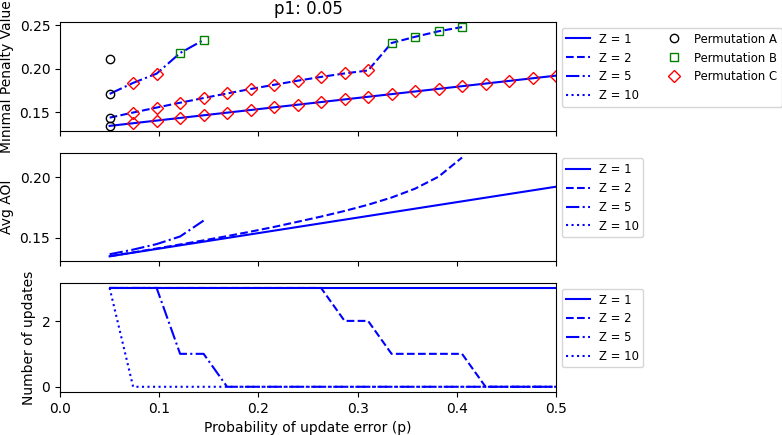 p1: 0.05
Minimal Penalty Value
0.25
0.20
0.15
Z = 1
Z = 2
Z = 5
Z = 10
Permutation A
Permutation B
Permutation C
Avg AOI
0.20
0.15
Z = 1
Z = 2
Z = 5
Z = 10
Number of updates
2
0
Z = 1
Z = 2
Z = 5
Z = 10
0.0 0.1 0.2 0.3 0.4 0.5
Probability of update error (p)